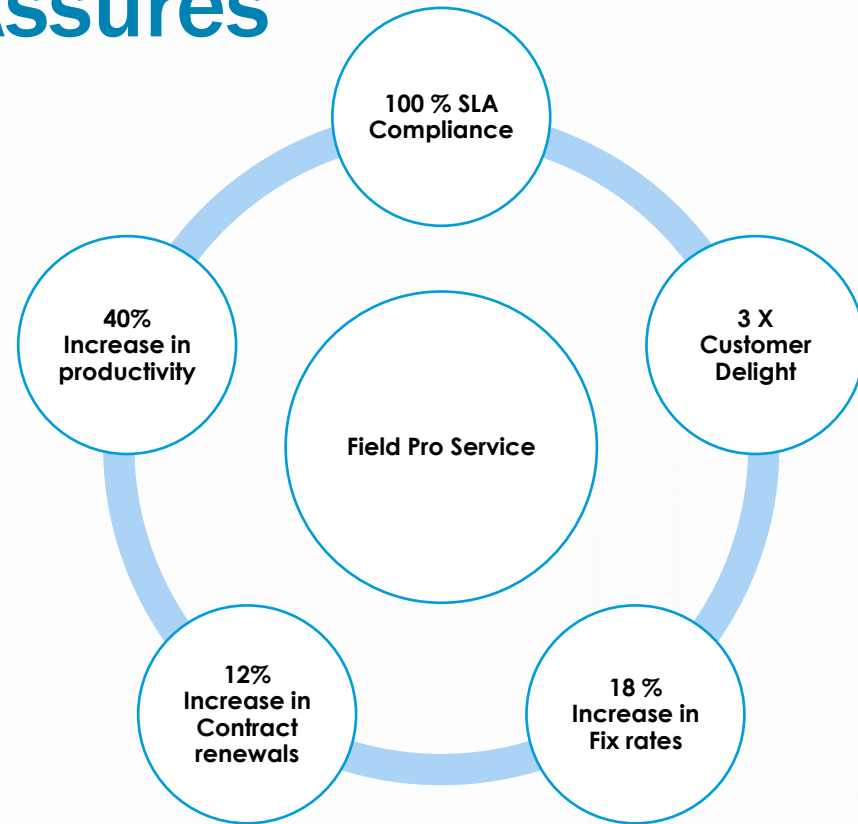 100 % SLA
Compliance
3 X
Customer
Delight
18 %
Increase in
Fix rates
12%
Increase in
Contract
renewals
40%
Increase in
productivity
Field Pro Service